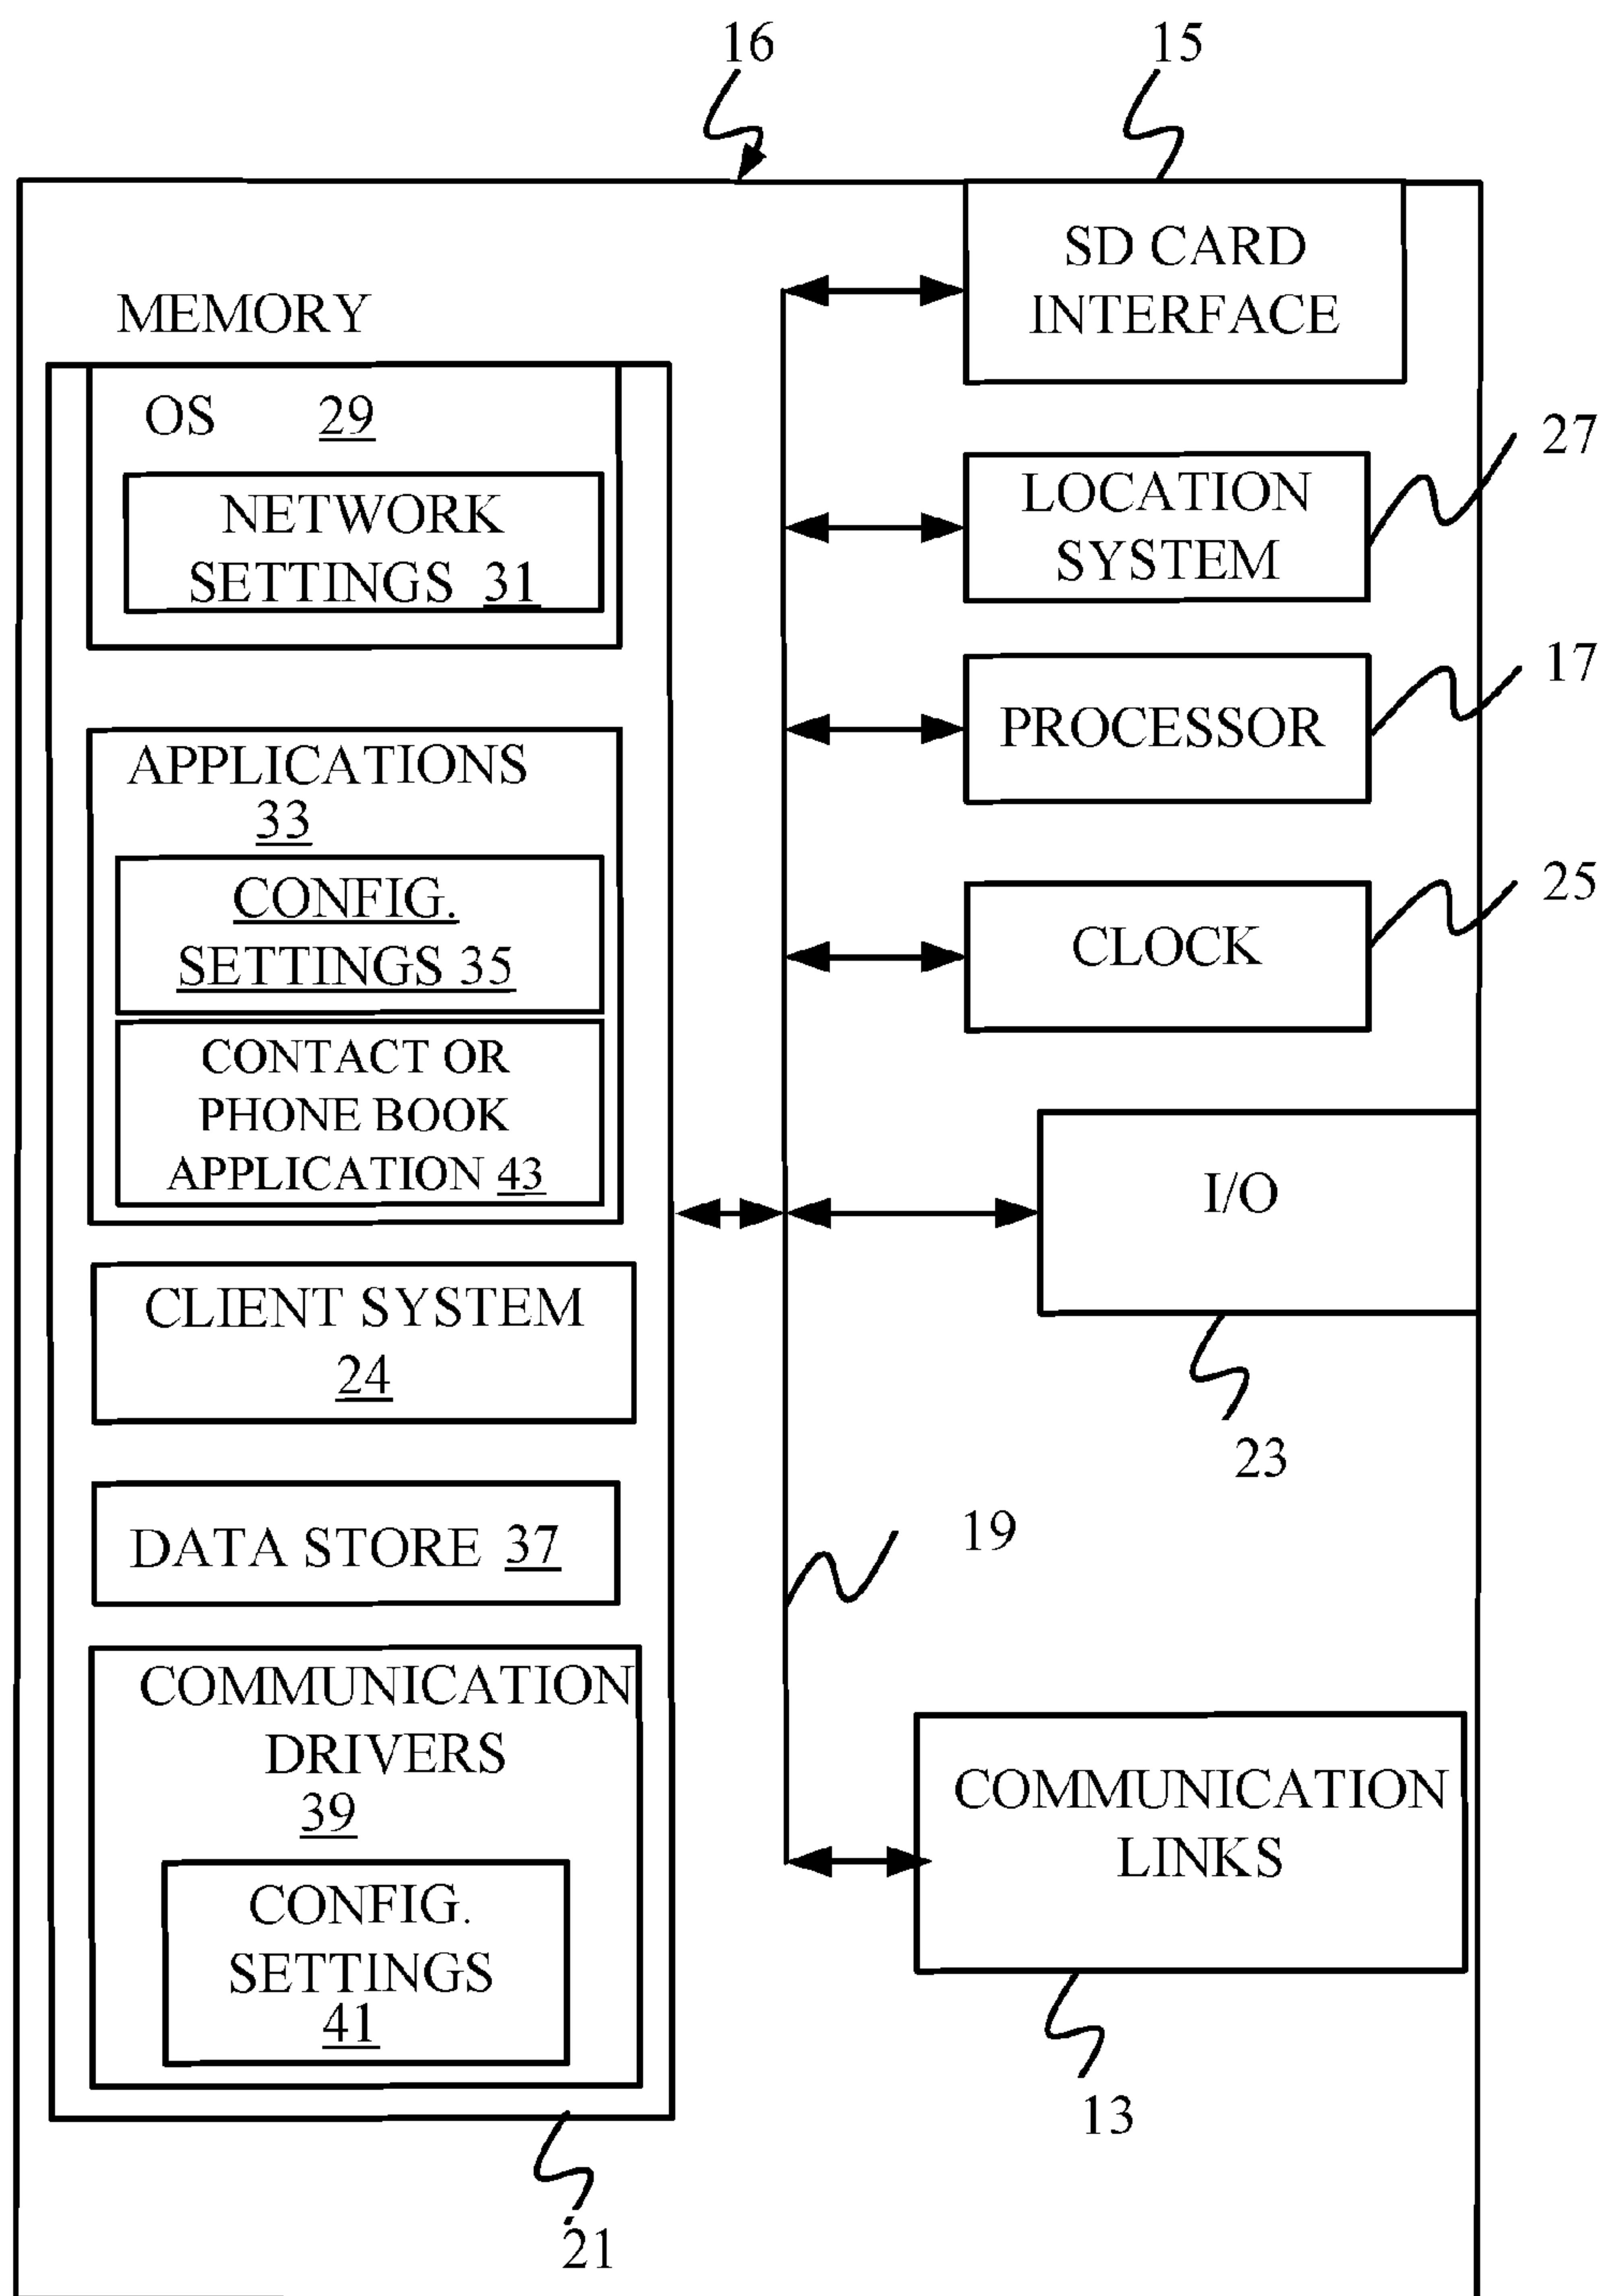 16
15
SD CARD
INTERFACE
MEMORY
OS 29
27
NETWORK
SETTINGS 31
LOCATION
SYSTEM
17
PROCESSOR
APPLICATIONS
33
25
CONFIG.
SETTINGS 35
CLOCK
CONTACT OR
PHONE BOOK
APPLICATION 43
I/O
CLIENT SYSTEM
24
23
19
DATA STORE 37
COMMUNICATION
DRIVERS
39
COMMUNICATION
LINKS
CONFIG.
SETTINGS
41
13
21